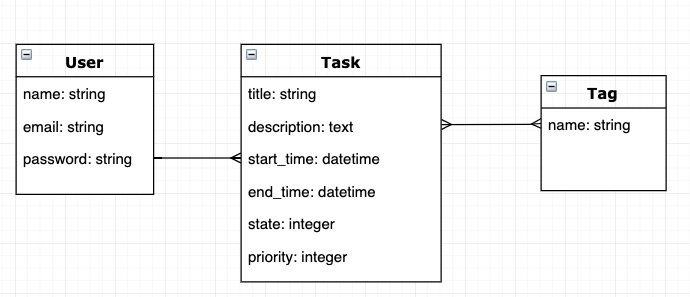 User
name: string
email: string
password: string
Task
title: string
description: text
start_time: datetime
end_time: datetime
state: integer
priority: integer
Tag
name: string